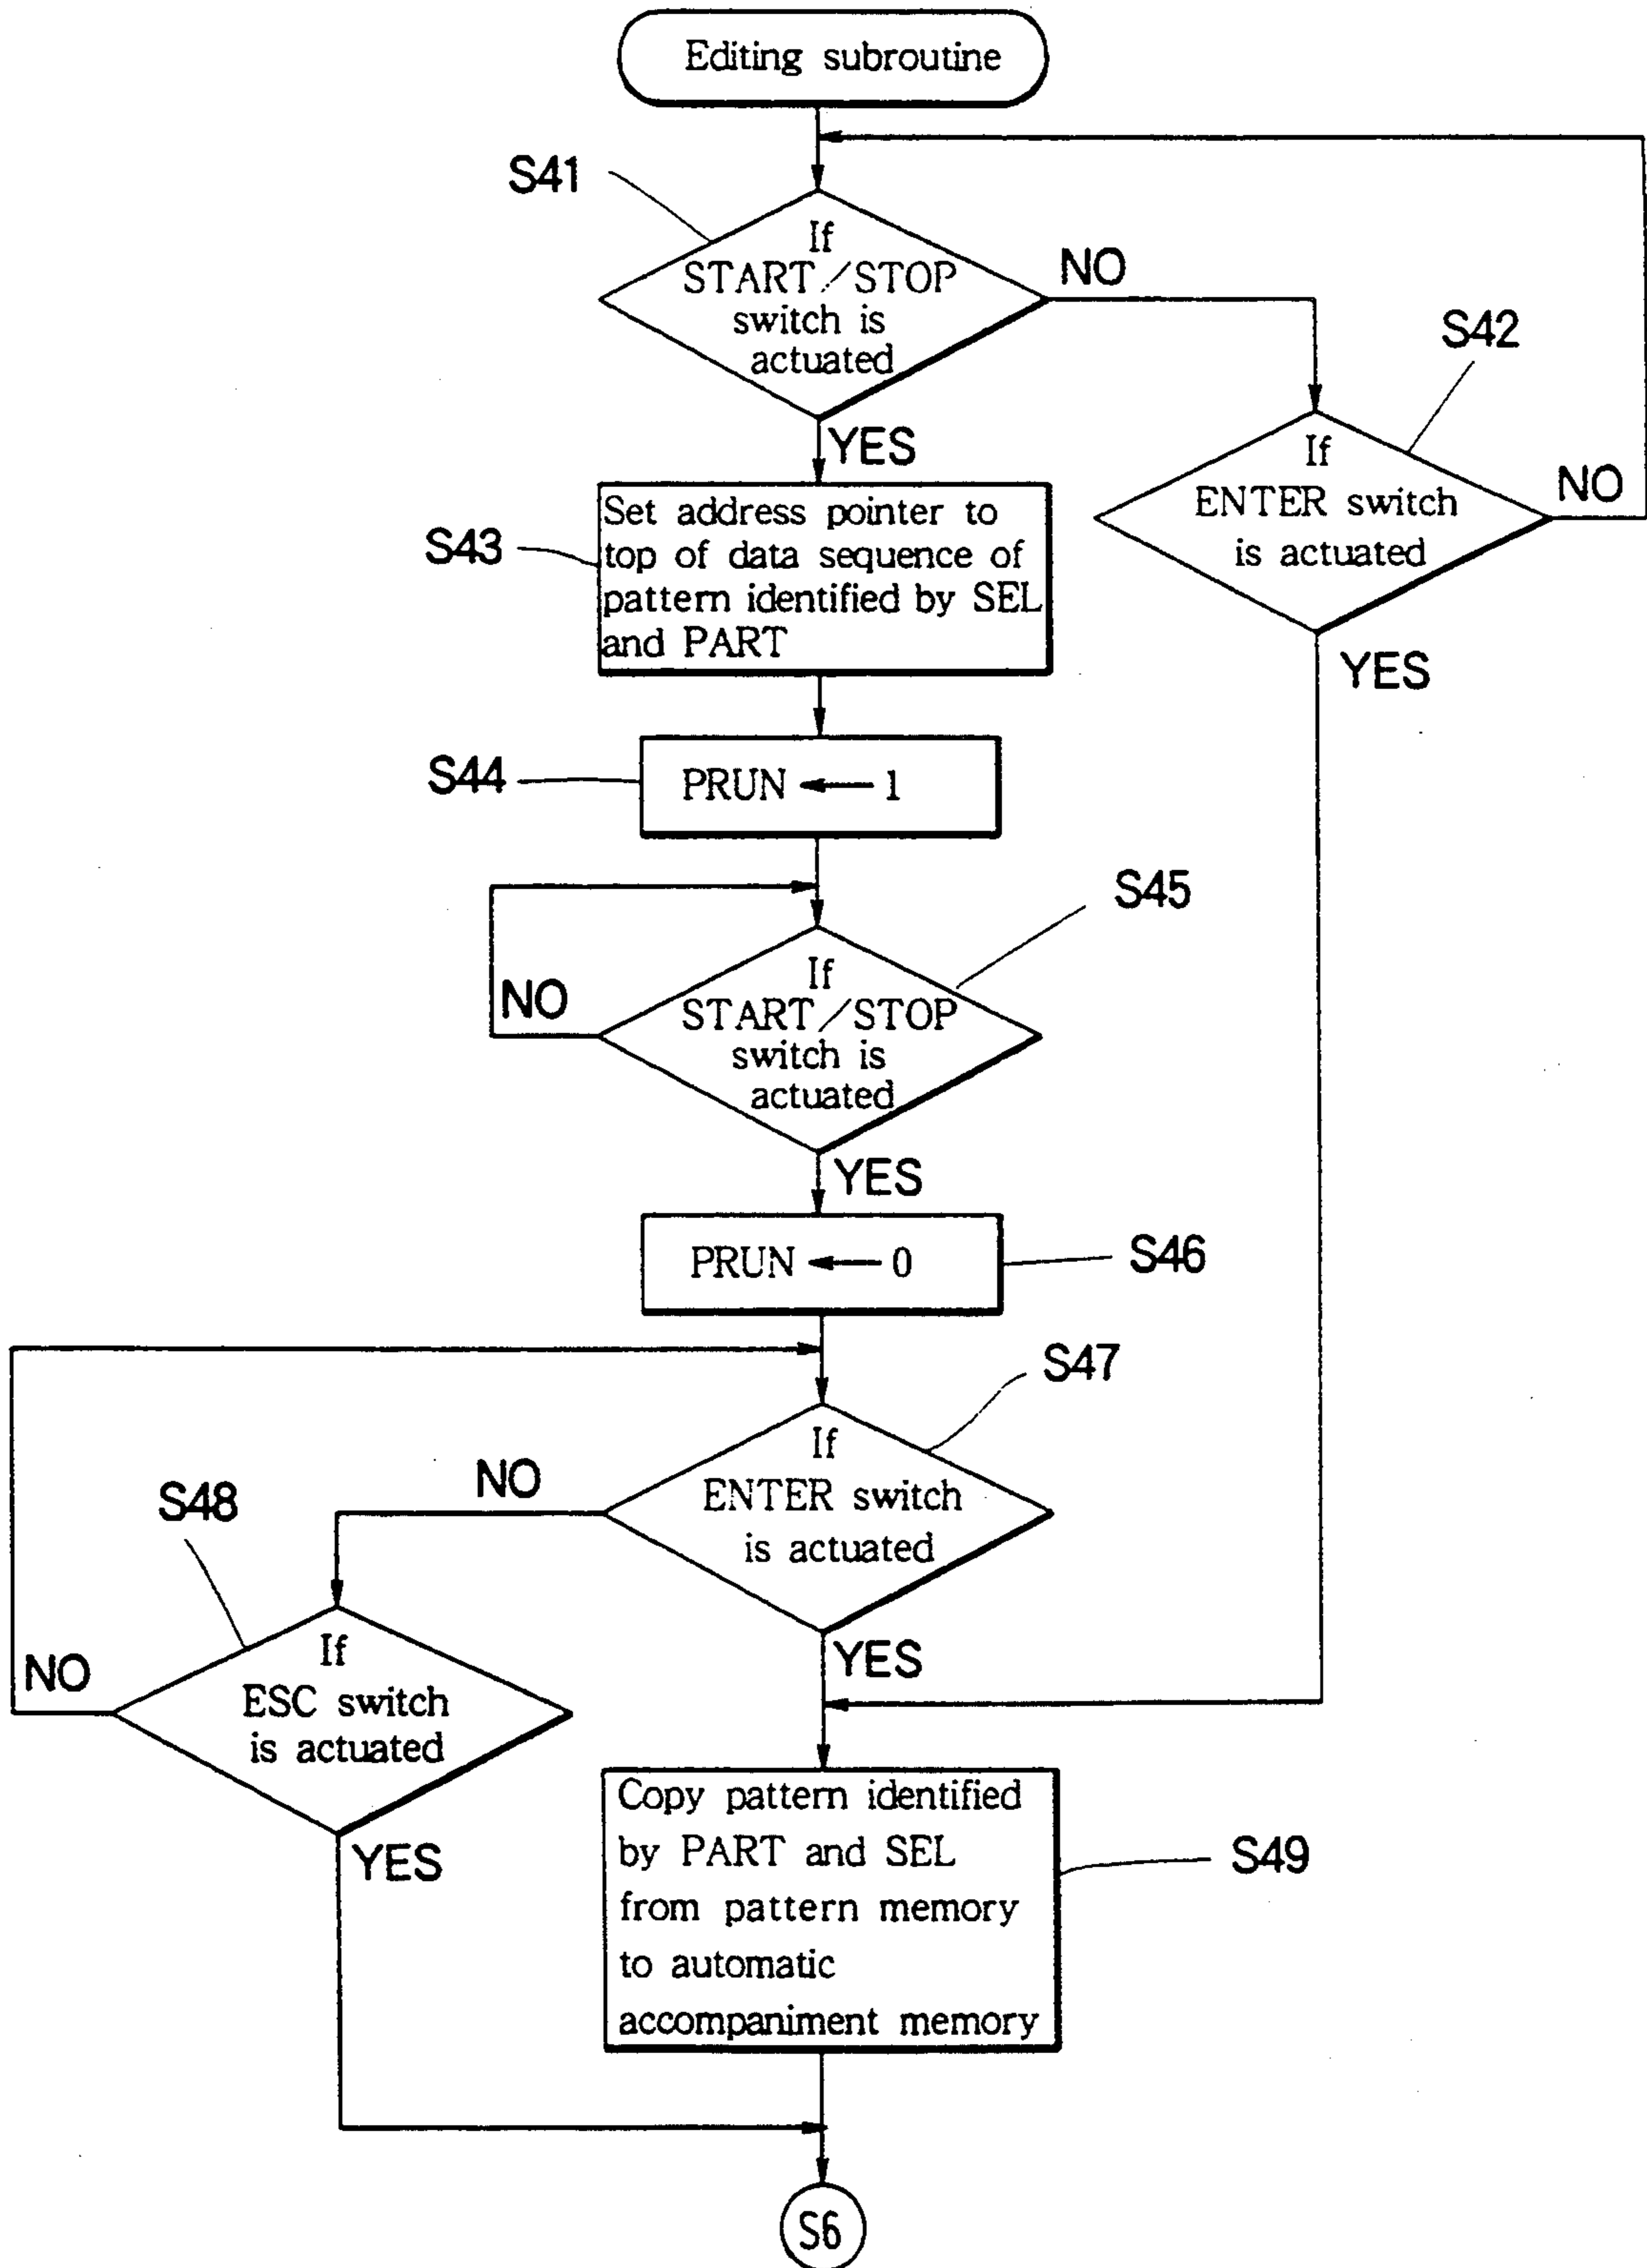 Editing subroutine
S41
If
START/STOP
switch is
actuated
NO
S42
If
ENTER switch
is actuated
NO
YES
YES
S43
Set address pointer to
top of data sequence of
pattern identified by SEL
and PART
S44
PRUN ← 1
S45
If
START/STOP
switch is
actuated
NO
YES
PRUN ← 0
S46
S47
If
ENTER switch
is actuated
NO
YES
S48
If
ESC switch
is actuated
NO
YES
Copy pattern identified
by PART and SEL
from pattern memory
to automatic
accompaniment memory
S49
S6